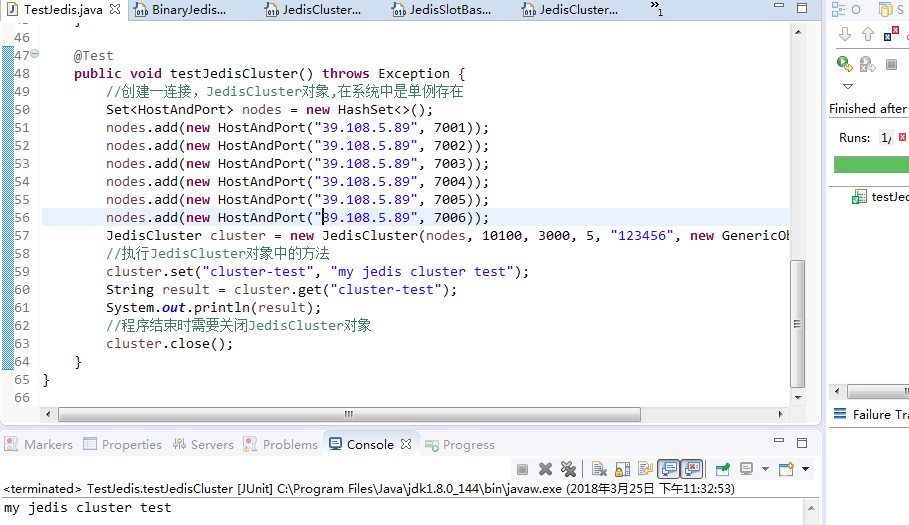 TestJedis.java
BinaryJedis...
JedisCluster...
JedisSlotBas...
JedisCluster...
»1
46
47 @Test
48 public void testJedisCluster() throws Exception {
49 //创建一连接，JedisCluster对象,在系统中是单例存在
50 Set<HostAndPort> nodes = new HashSet<>();
51 nodes.add(new HostAndPort("39.108.5.89", 7001));
52 nodes.add(new HostAndPort("39.108.5.89", 7002));
53 nodes.add(new HostAndPort("39.108.5.89", 7003));
54 nodes.add(new HostAndPort("39.108.5.89", 7004));
55 nodes.add(new HostAndPort("39.108.5.89", 7005));
56 nodes.add(new HostAndPort("39.108.5.89", 7006));
57 JedisCluster cluster = new JedisCluster(nodes, 10100, 3000, 5, "123456", new GenericOb
58 //执行JedisCluster对象中的方法
59 cluster.set("cluster-test", "my jedis cluster test");
60 String result = cluster.get("cluster-test");
61 System.out.println(result);
62 //程序结束时需要关闭JedisCluster对象
63 cluster.close();
64 }
65 }
66
O
S
Finished after
Runs: 1/
testJed
Failure Tra
Markers
Properties
Servers
Problems
Console
Progress
<terminated> TestJedis.testJedisCluster [JUnit] C:\Program Files\Java\jdk1.8.0_144\bin\javaw.exe (2018年3月25日 下午11:32:53)
my jedis cluster test